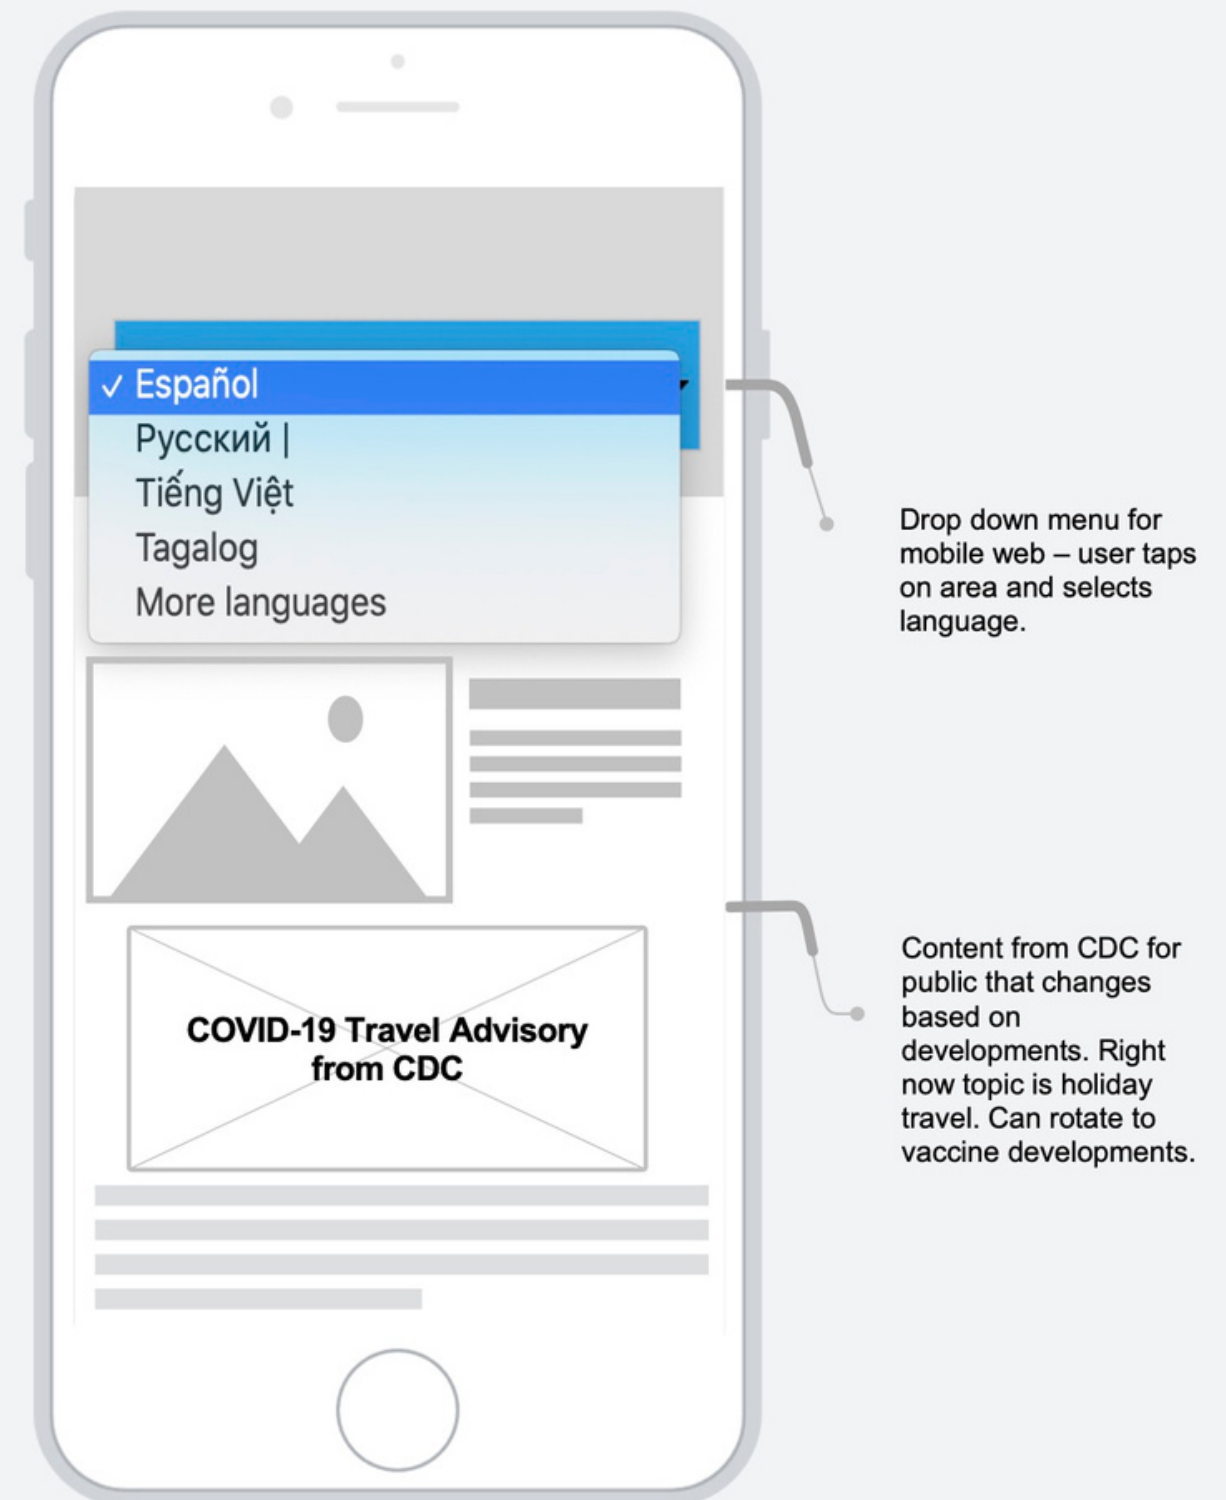 ✓ Español
Русский |
Tiếng Việt
Tagalog
More languages
Drop down menu for
mobile web – user taps
on area and selects
language.
COVID-19 Travel Advisory
from CDC
Content from CDC for
public that changes
based on
developments. Right
now topic is holiday
travel. Can rotate to
vaccine developments.